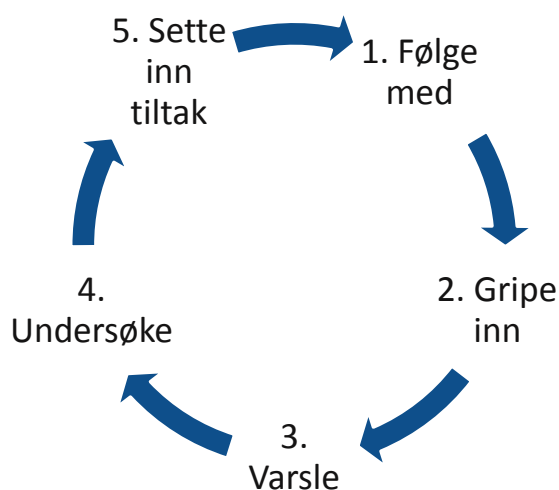 1. Følge
med
2. Gripe
inn
3.
Varsle
4.
Undersøke
5. Sette
inn
tiltak